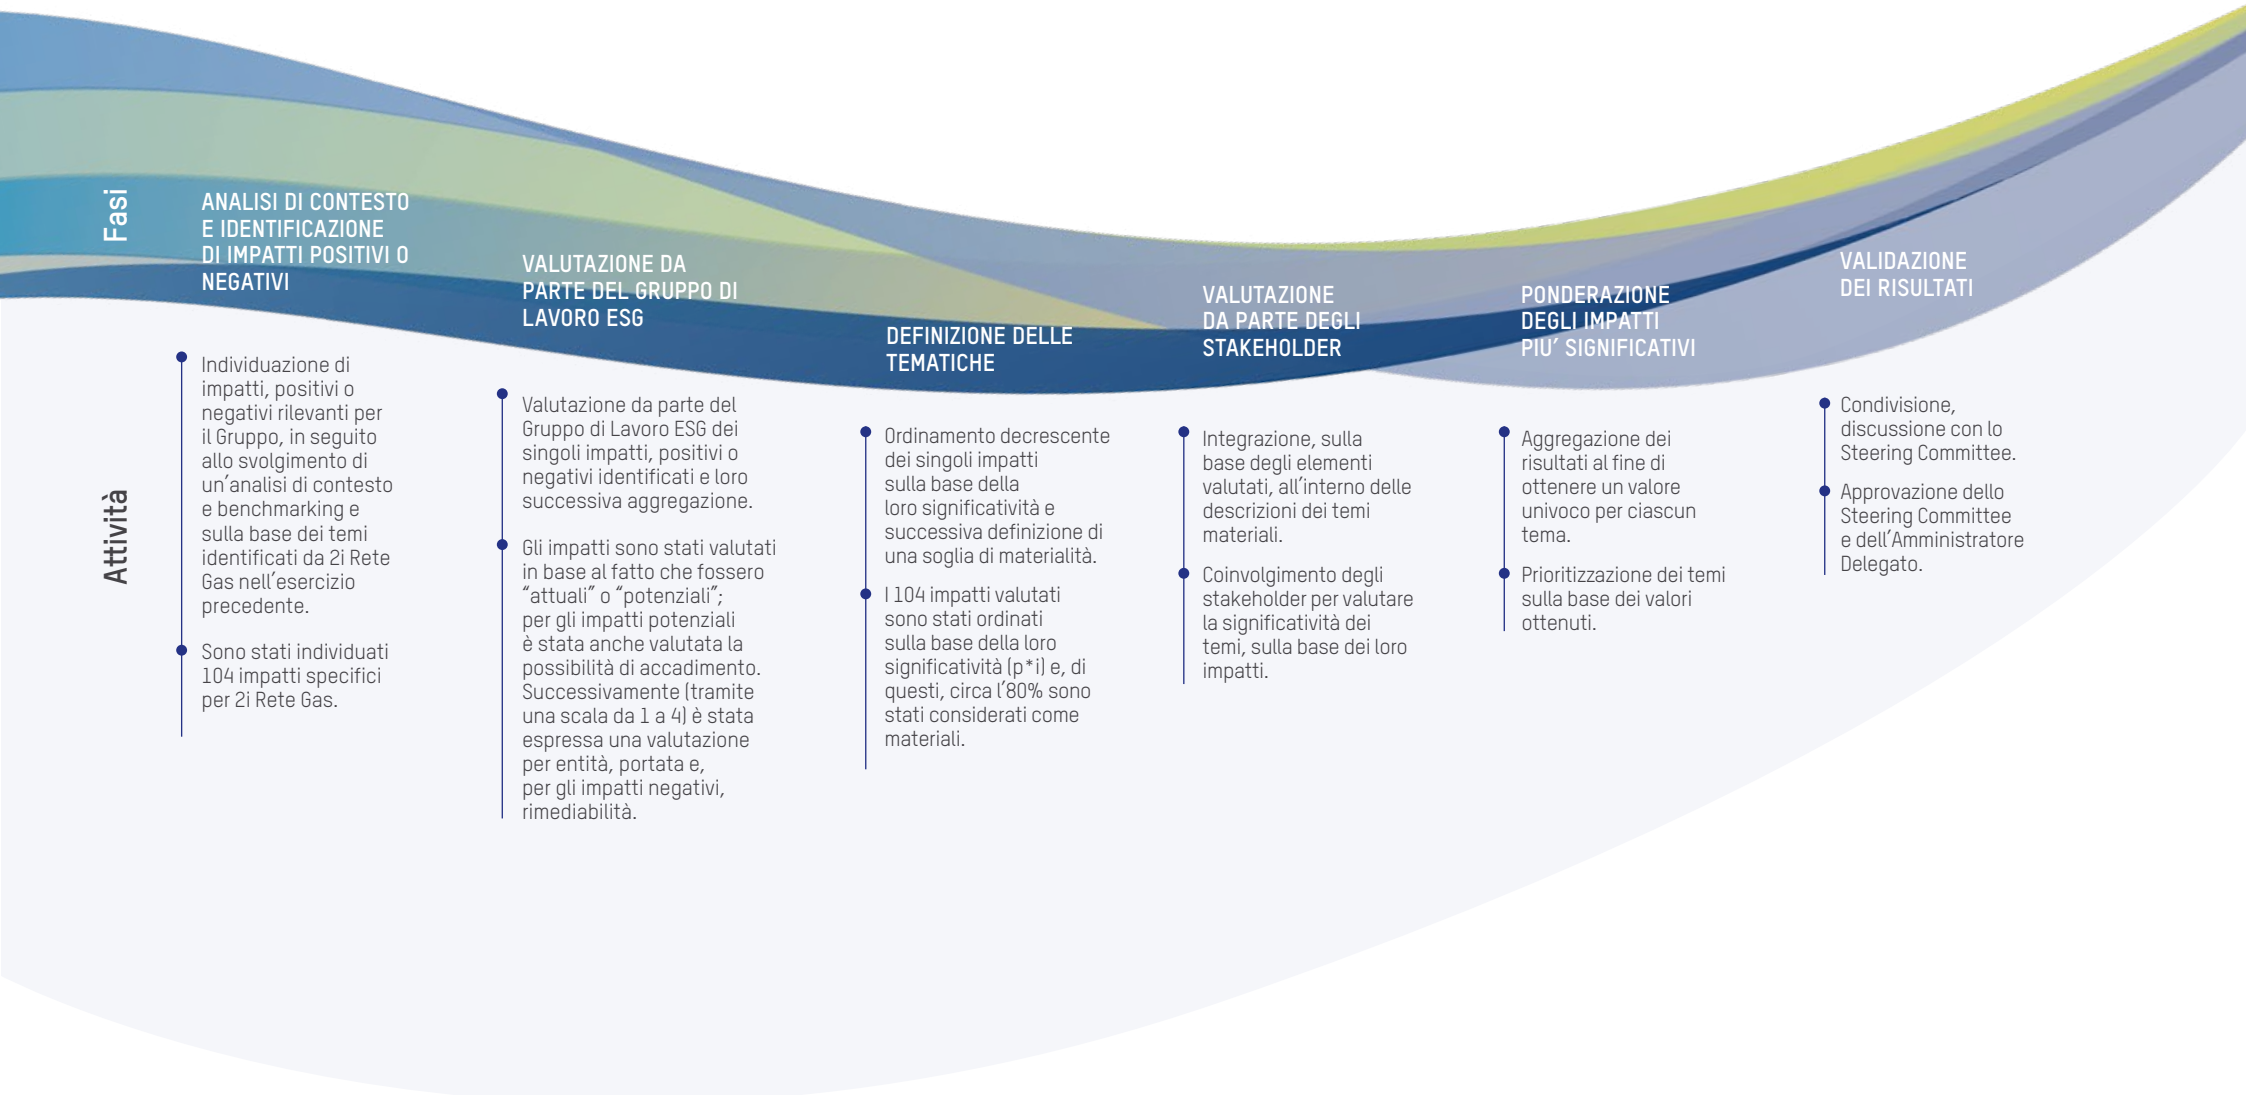 Fasi
ANALISI DI CONTESTO
E IDENTIFICAZIONE
DI IMPATTI POSITIVI O
NEGATIVI
VALUTAZIONE DA
PARTE DEL GRUPPO DI
LAVORO ESG
DEFINIZIONE DELLE
TEMATICHE
VALUTAZIONE
DA PARTE DEGLI
STAKEHOLDER
PONDERAZIONE
DEGLI IMPATTI
PIU´ SIGNIFICATIVI
VALIDAZIONE
DEI RISULTATI
Attività
Individuazione di
impatti, positivi o
negativi rilevanti per
il Gruppo, in seguito
allo svolgimento di
un´analisi di contesto
e benchmarking e
sulla base dei temi
identificati da 2i Rete
Gas nell´esercizio
precedente.
Sono stati individuati
104 impatti specifici
per 2i Rete Gas.
Valutazione da parte del
Gruppo di Lavoro ESG dei
singoli impatti, positivi o
negativi identificati e loro
successiva aggregazione.
Gli impatti sono stati valutati
in base al fatto che fossero
“attuali” o “potenziali”;
per gli impatti potenziali
è stata anche valutata la
possibilità di accadimento.
Successivamente (tramite
una scala da 1 a 4) è stata
espressa una valutazione
per entità, portata e,
per gli impatti negativi,
rimediabilità.
Ordinamento decrescente
dei singoli impatti
sulla base della
loro significatività e
successiva definizione di
una soglia di materialità.
I 104 impatti valutati
sono stati ordinati
sulla base della loro
significatività (p*i) e, di
questi, circa l´80% sono
stati considerati come
materiali.
Integrazione, sulla
base degli elementi
valutati, all´interno delle
descrizioni dei temi
materiali.
Coinvolgimento degli
stakeholder per valutare
la significatività dei
temi, sulla base dei loro
impatti.
Aggregazione dei
risultati al fine di
ottenere un valore
univoco per ciascun
tema.
Prioritizzazione dei temi
sulla base dei valori
ottenuti.
Condivisione,
discussione con lo
Steering Committee.
Approvazione dello
Steering Committee
e dell´Amministratore
Delegato.